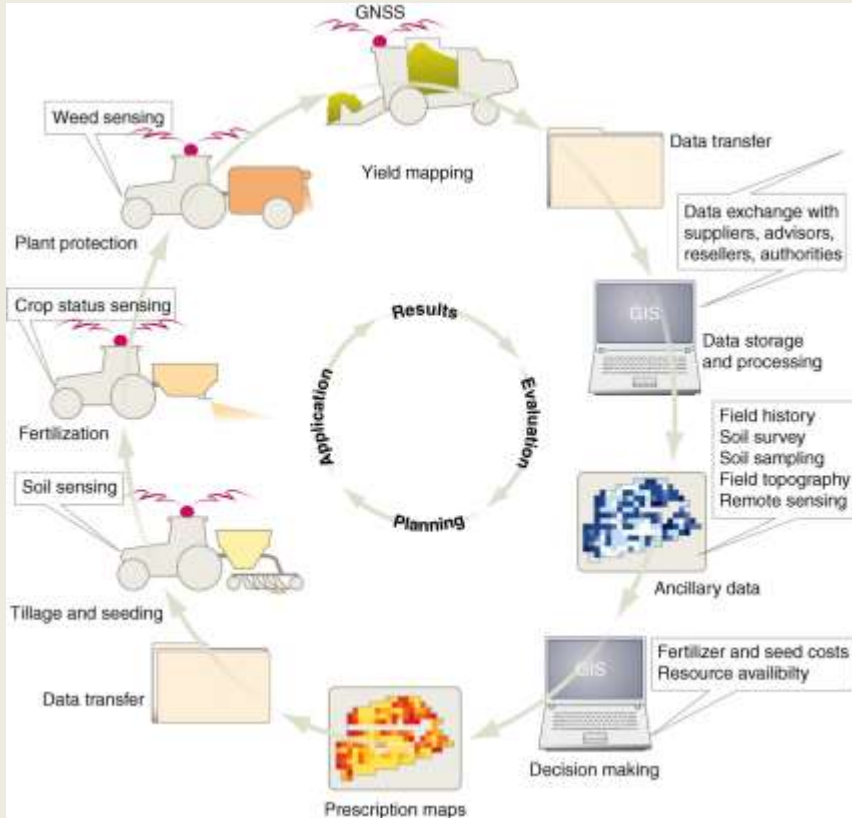 GNSS
Yield mapping
Data transfer
Data exchange with
suppliers, advisors,
resellers, authorities
GIS
Data storage
and processing
Field history
Soil survey
Soil sampling
Field topography
Remote sensing
Ancillary data
Fertilizer and seed costs
Resource availibilty
GIS
Decision making
Prescription maps
Data transfer
Tillage and seeding
Soil sensing
Fertilization
Crop status sensing
Plant protection
Weed sensing
Results
Evaluation
Planning
Application